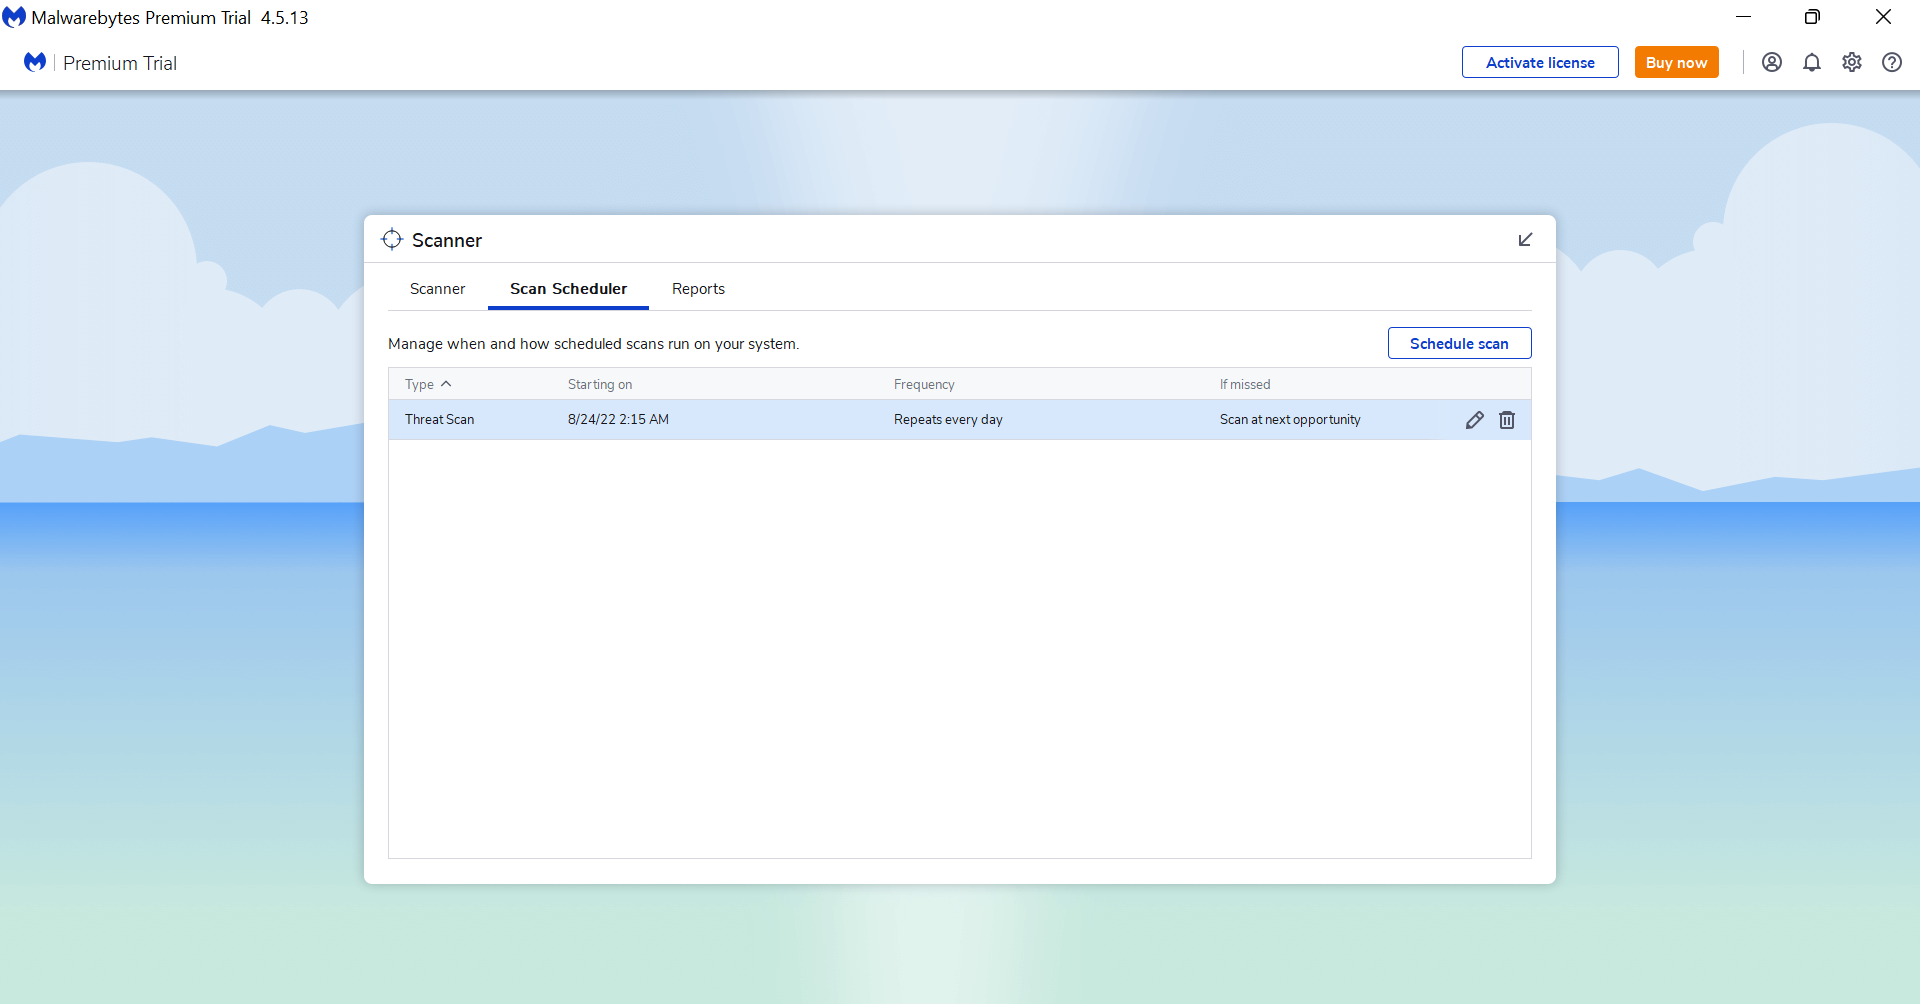 Malwarebytes Premium Trial 4.5.13
Premium Trial
Activate license
Buy now
Scanner
Scanner
Scan Scheduler
Reports
Manage when and how scheduled scans run on your system.
Schedule scan
Type
Starting on
Frequency
If missed
Threat Scan
8/24/22 2:15 AM
Repeats every day
Scan at next opportunity